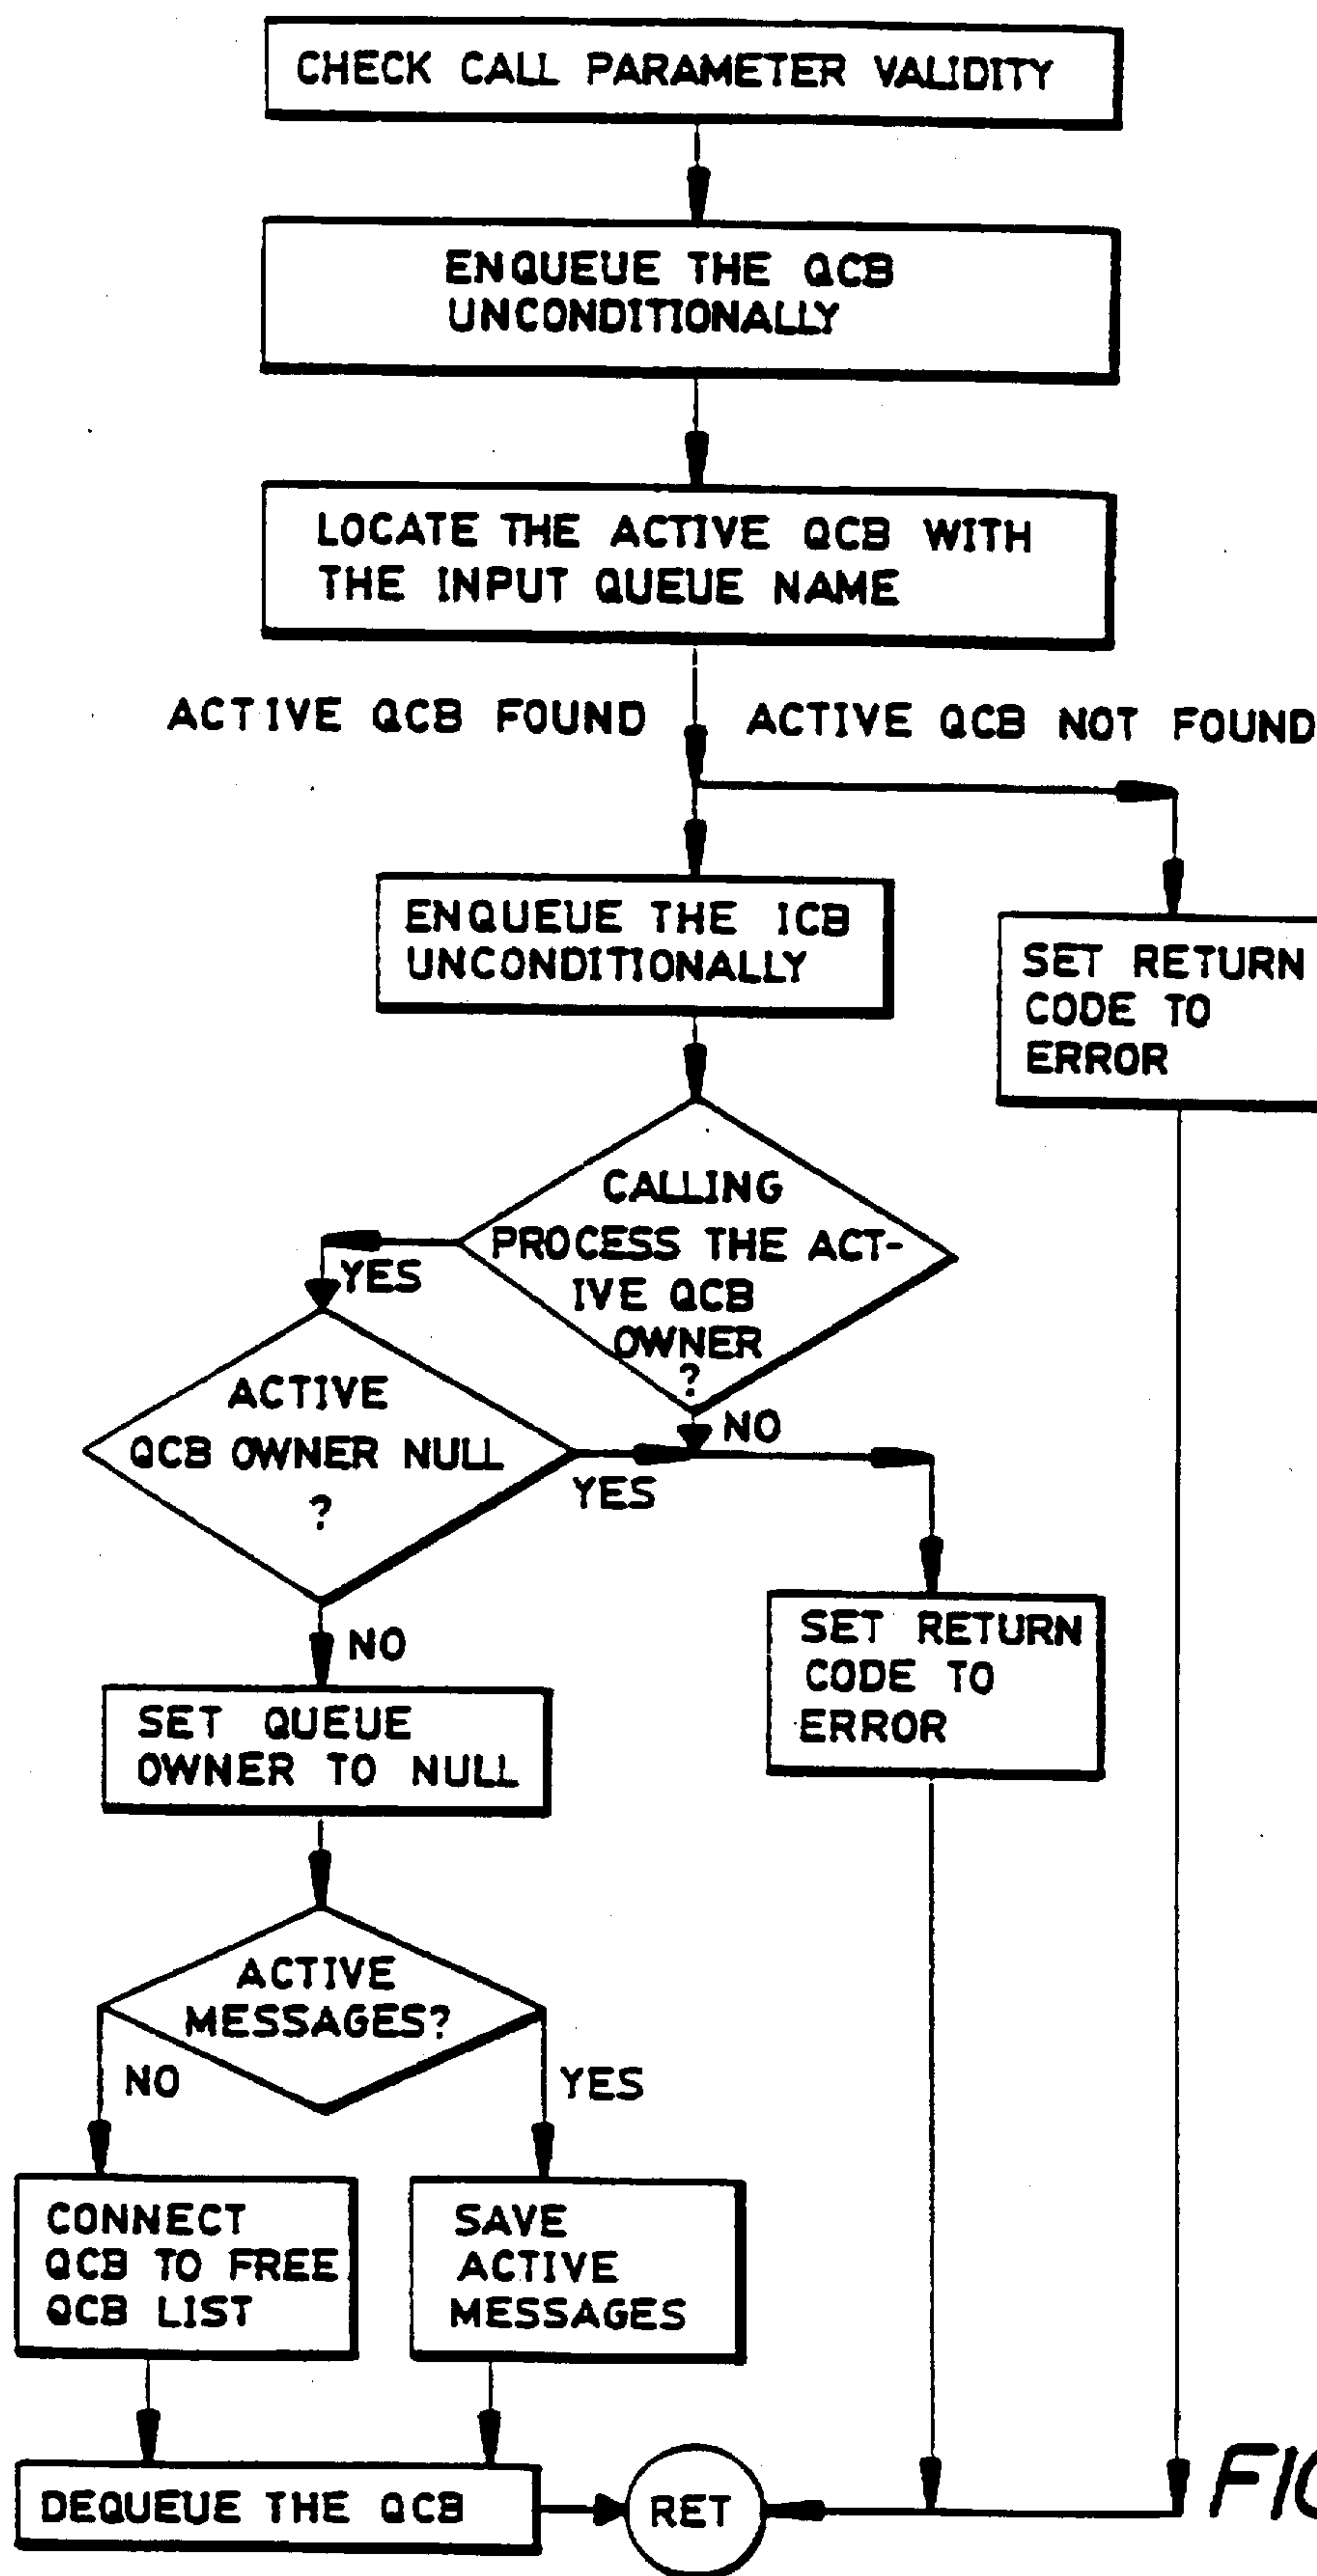 CHECK CALL PARAMETER VALIDITY
ENQUEUE THE QCB
UNCONDITIONALLY
LOCATE THE ACTIVE QCB WITH
THE INPUT QUEUE NAME
ACTIVE QCB FOUND
ACTIVE QCB NOT FOUND
ENQUEUE THE ICB
UNCONDITIONALLY
SET RETURN
CODE TO
ERROR
CALLING
PROCESS THE ACT-
IVE QCB
OWNER
?
YES
NO
ACTIVE
QCB OWNER NULL
?
YES
NO
SET RETURN
CODE TO
ERROR
SET QUEUE
OWNER TO NULL
ACTIVE
MESSAGES?
NO
YES
CONNECT
QCB TO FREE
QCB LIST
SAVE
ACTIVE
MESSAGES
DEQUEUE THE QCB
RET